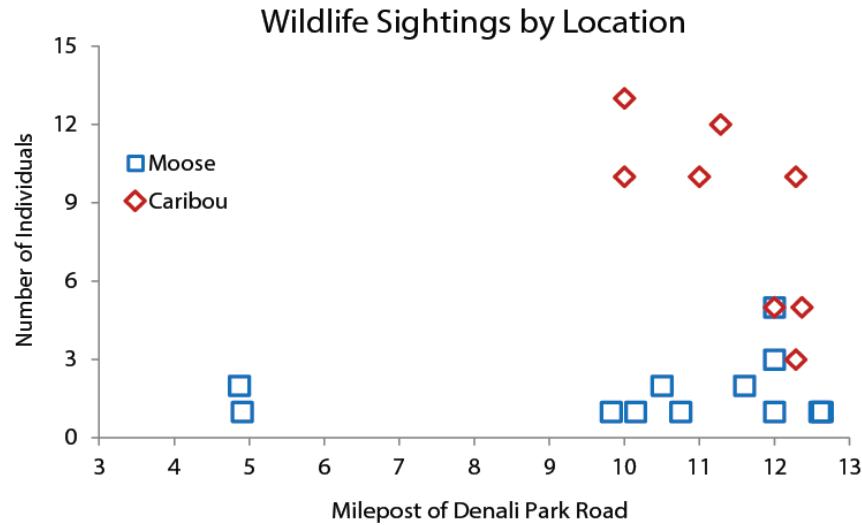 Wildlife Sightings by Location
15
12
9
6
3
0
Number of Individuals
Moose
Caribou
3 4 5 6 7 8 9 10 11 12 13
Milepost of Denali Park Road